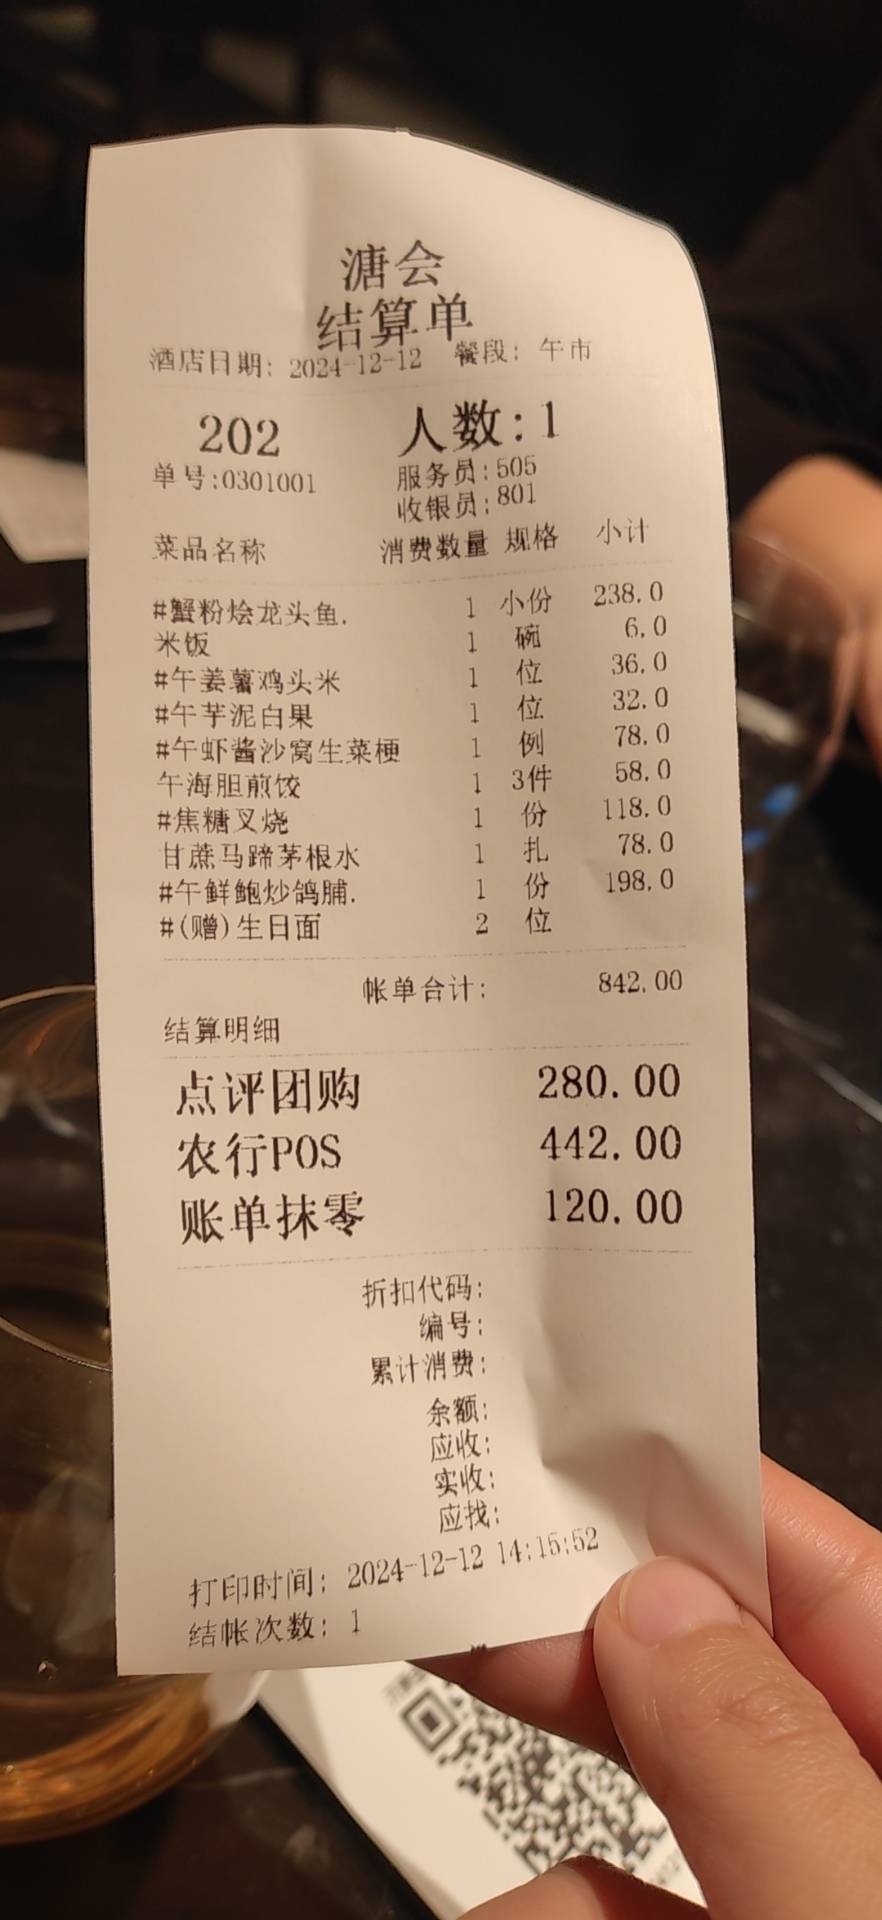 溏会
结算单
酒店日期: 2024-12-12 餐段: 午市
202 人数:1
单号:0301001 服务员:505
收银员:801
菜品名称 消费数量 规格 小计
#蟹粉烩龙头鱼. 1 小份 238.0
米饭 1 碗 6.0
#午姜薯鸡头米 1 位 36.0
#午芋泥白果 1 位 32.0
#午虾酱沙窝生菜梗 1 例 78.0
午海胆煎饺 1 3件 58.0
#焦糖叉烧 1 份 118.0
甘蔗马蹄茅根水 1 扎 78.0
#午鲜鲍炒鸽脯. 1 份 198.0
#(赠)生日面 2 位
帐单合计: 842.00
结算明细
点评团购 280.00
农行POS 442.00
账单抹零 120.00
折扣代码:
编号:
累计消费:
余额:
应收:
实收:
应找:
打印时间: 2024-12-12 14:15:52
结帐次数: 1